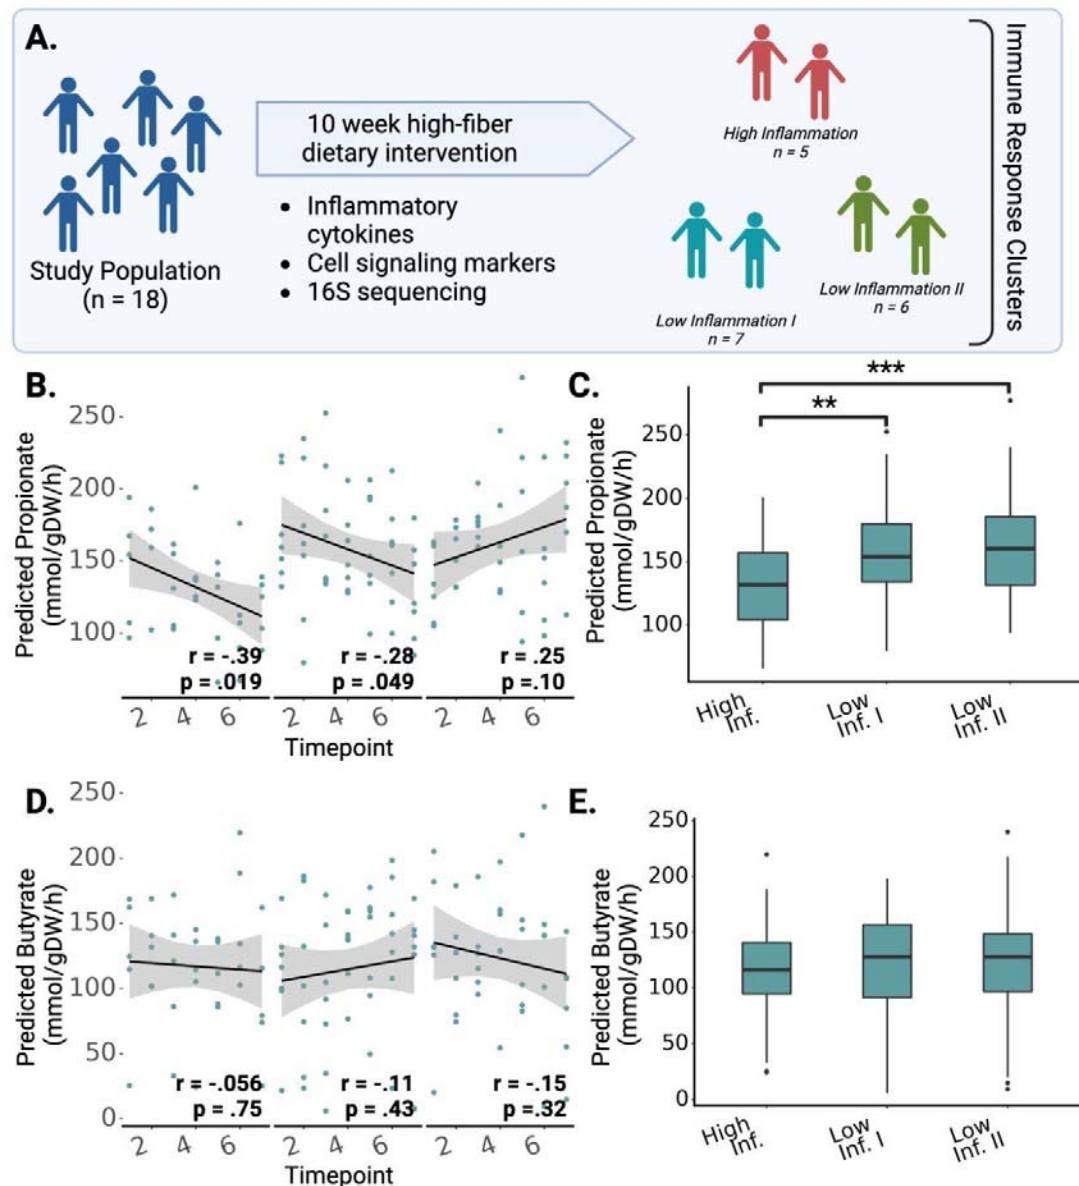 A.
Study Population
(n = 18)
10 week high-fiber
dietary intervention
• Inflammatory
cytokines
• Cell signaling markers
• 16S sequencing
High Inflammation
n = 5
Low Inflammation I
n = 7
Low Inflammation II
n = 6
Immune Response Clusters
B.
Predicted Propionate
(mmol/gDW/h)
250
200
150
100
r = -.39
p = .019
r = -.28
p = .049
r = .25
p =.10
2 4 6 2 4 6 2 4 6
Timepoint
C.
Predicted Propionate
(mmol/gDW/h)
250
200
150
100
***
**
High
Inf.
Low
Inf. I
Low
Inf. II
D.
Predicted Butyrate
(mmol/gDW/h)
250
200
150
100
50
0
r = -.056
p = .75
r = -.11
p = .43
r = -.15
p =.32
2 4 6 2 4 6 2 4 6
Timepoint
E.
Predicted Butyrate
(mmol/gDW/h)
250
200
150
100
50
0
High
Inf.
Low
Inf. I
Low
Inf. II